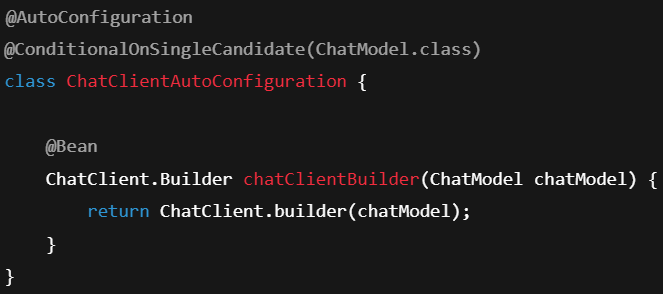 @AutoConfiguration
@ConditionalOnSingleCandidate(ChatModel.class)
class ChatClientAutoConfiguration {
@Bean
ChatClient.Builder chatClientBuilder(ChatModel chatModel) {
return ChatClient.builder(chatModel);
}
}